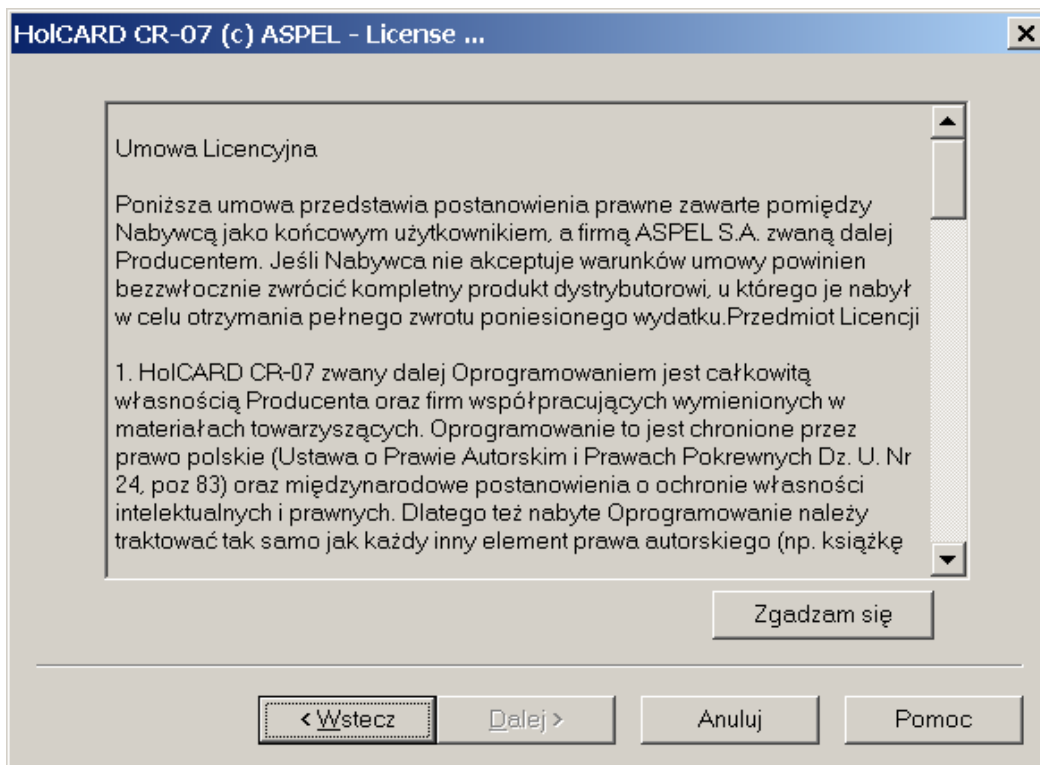 HolCARD CR-07 (c) ASPEL - License ...
Umowa Licencyjna
Poniższa umowa przedstawia postanowienia prawne zawarte pomiędzy
Nabywcą jako końcowym użytkownikiem, a firmą ASPEL S.A. zwaną dalej
Producentem. Jeśli Nabywca nie akceptuje warunków umowy powinien
bezzwłocznie zwrócić kompletny produkt dystrybutorowi, u którego je nabył
w celu otrzymania pełnego zwrotu poniesionego wydatku.Przedmiot Licencji
1. HolCARD CR-07 zwany dalej Oprogramowaniem jest całkowitą
własnością Producenta oraz firm współpracujących wymienionych w
materiałach towarzyszących. Oprogramowanie to jest chronione przez
prawo polskie (Ustawa o Prawie Autorskim i Prawach Pokrewnych Dz. U. Nr
24, poz 83) oraz międzynarodowe postanowienia o ochronie własności
intelektualnych i prawnych. Dlatego też nabyte Oprogramowanie należy
traktować tak samo jak każdy inny element prawa autorskiego (np. książkę
Zgadzam się
< Wstecz
Dalej >
Anuluj
Pomoc